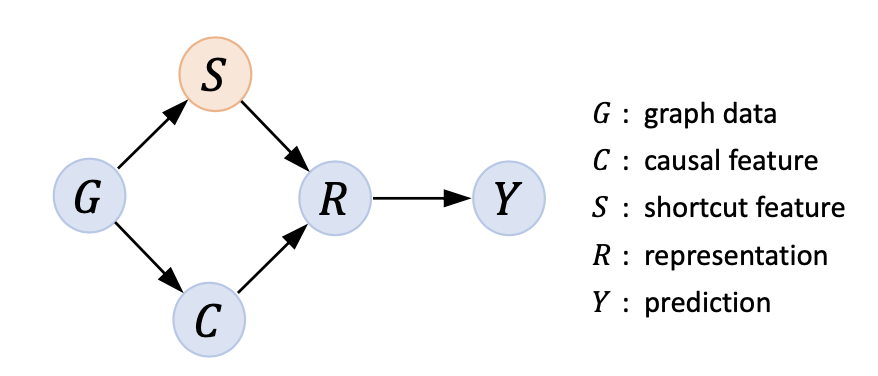 S
G
R
Y
C
G : graph data
C : causal feature
S : shortcut feature
R : representation
Y : prediction